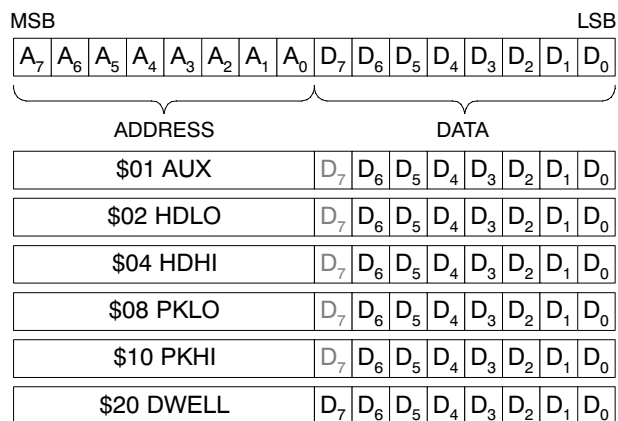 MSB LSB
A7 A6 A5 A4 A3 A2 A1 A0 D7 D6 D5 D4 D3 D2 D1 D0
ADDRESS DATA
$01 AUX D7 D6 D5 D4 D3 D2 D1 D0
$02 HDLO D7 D6 D5 D4 D3 D2 D1 D0
$04 HDHI D7 D6 D5 D4 D3 D2 D1 D0
$08 PKLO D7 D6 D5 D4 D3 D2 D1 D0
$10 PKHI D7 D6 D5 D4 D3 D2 D1 D0
$20 DWELL D7 D6 D5 D4 D3 D2 D1 D0